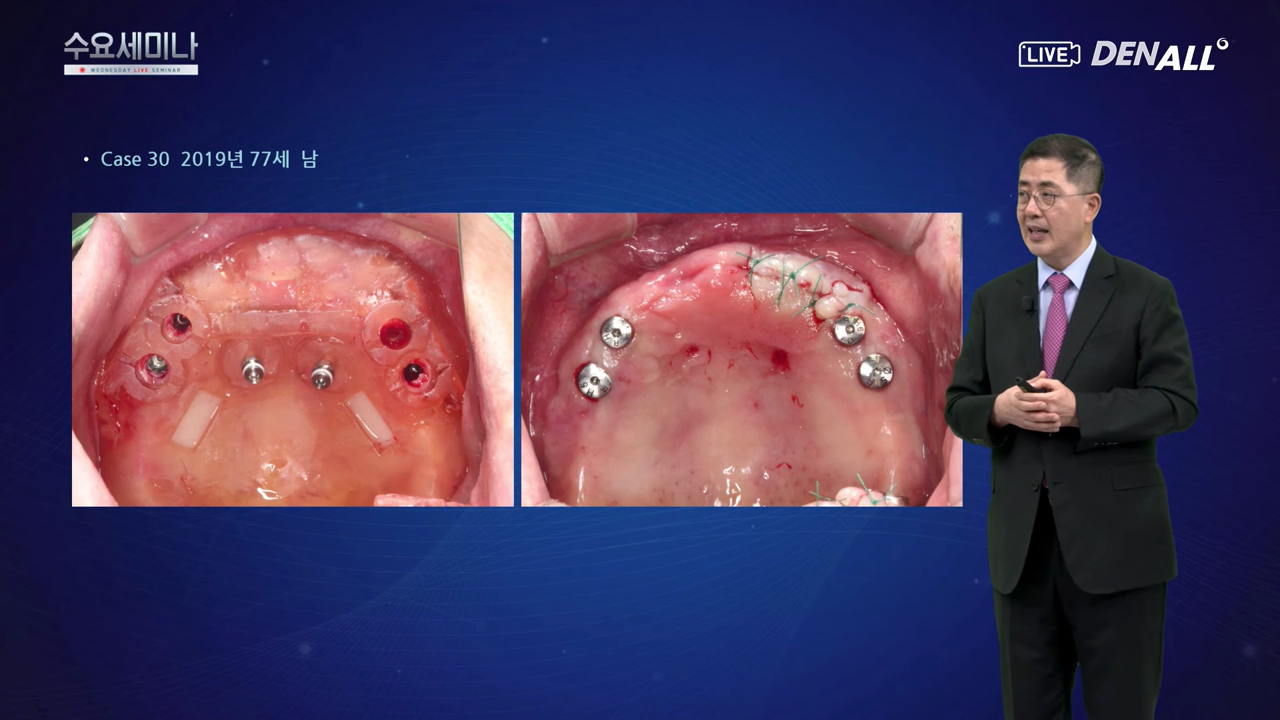 수요세미나
WEDNESDAY LIVE SEMINAR
LIVE DENALL
• Case 30 2019년 77세 남